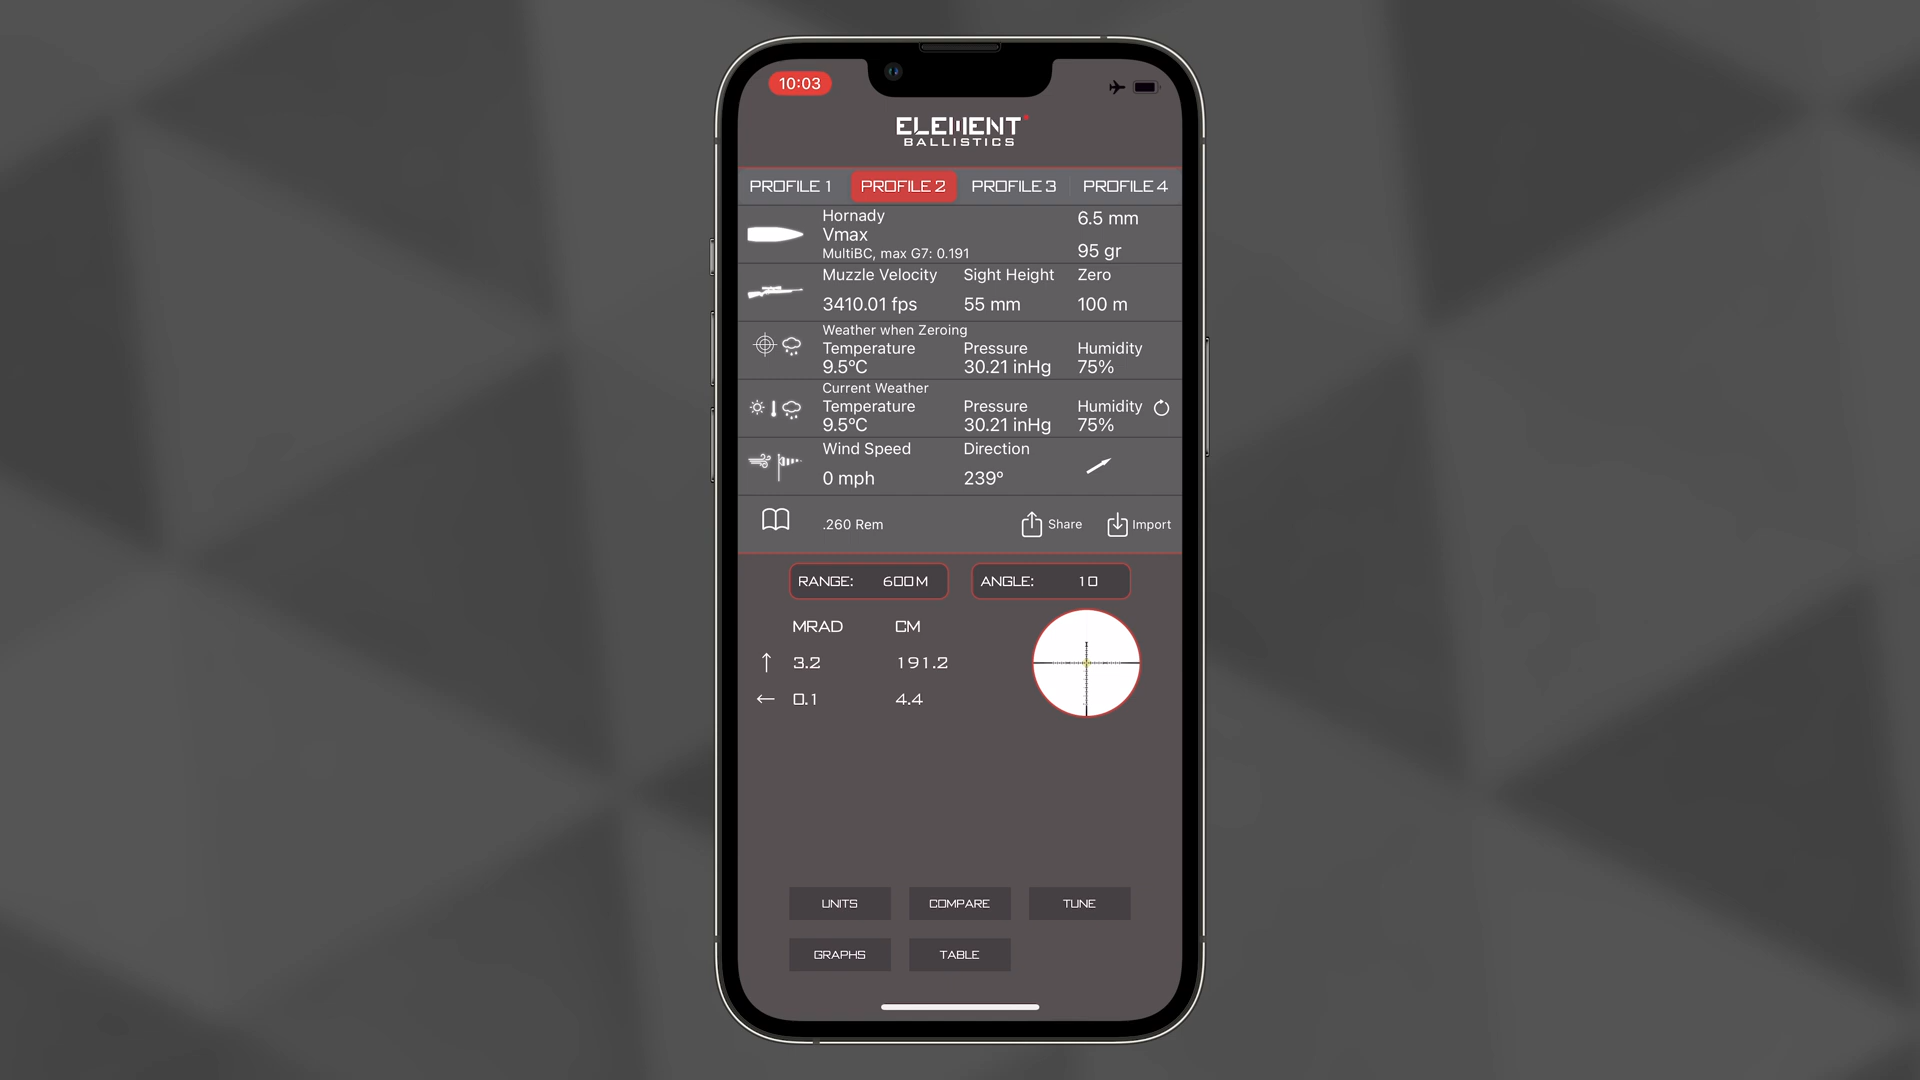 10:03
ELEMENT
BALLISTICS
PROFILE 1 PROFILE 2 PROFILE 3 PROFILE 4
Hornady 6.5 mm
Vmax
MultiBC, max G7: 0.191 95 gr
Muzzle Velocity Sight Height Zero
3410.01 fps 55 mm 100 m
Weather when Zeroing
Temperature Pressure Humidity
9.5°C 30.21 inHg 75%
Current Weather
Temperature Pressure Humidity
9.5°C 30.21 inHg 75%
Wind Speed Direction
0 mph 239°
.260 Rem Share Import
RANGE: 600 M ANGLE: 10
MRAD CM
↑ 3.2 191.2
← 0.1 4.4
UNITS COMPARE TUNE
GRAPHS TABLE